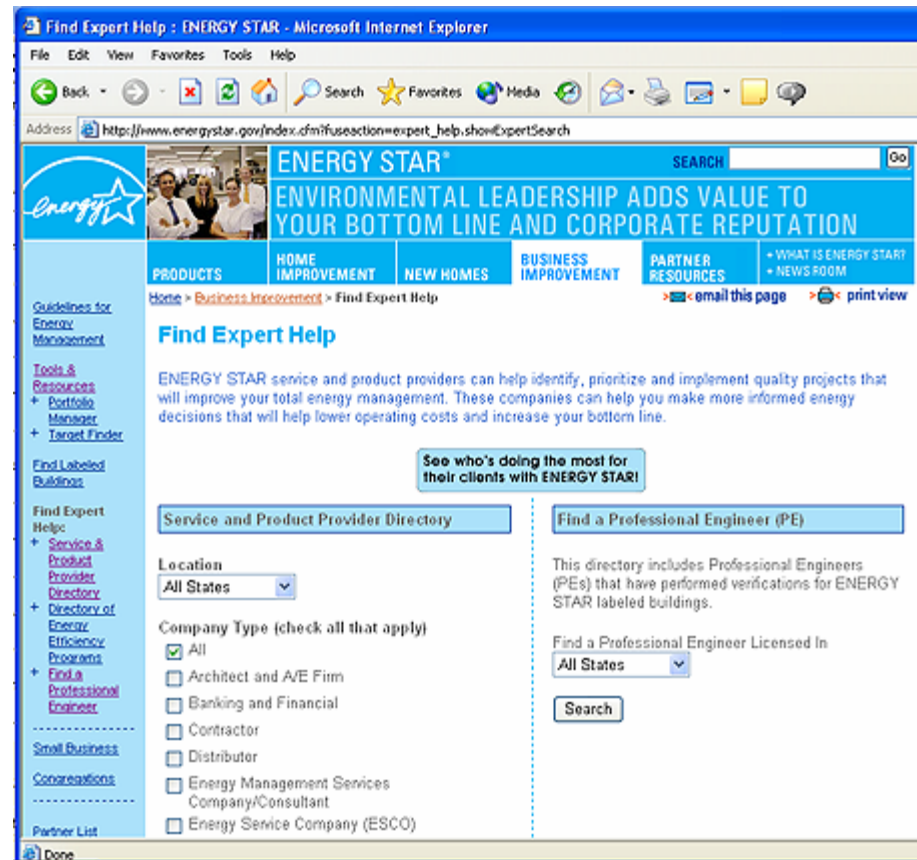 Find Expert Help : ENERGY STAR - Microsoft Internet Explorer
File Edit View Favorites Tools Help
Back Search Favorites Media
Address http://www.energystar.gov/index.cfm?fuseaction=expert_help.showExpertSearch
energy
ENERGY STAR®
SEARCH Go
ENVIRONMENTAL LEADERSHIP ADDS VALUE TO
YOUR BOTTOM LINE AND CORPORATE REPUTATION
PRODUCTS
HOME
IMPROVEMENT
NEW HOMES
BUSINESS
IMPROVEMENT
PARTNER
RESOURCES
+ WHAT IS ENERGY STAR?
+ NEWS ROOM
Home > Business Improvement > Find Expert Help
> < email this page > < print view
Guidelines for
Energy
Management
Tools &
Resources
+ Portfolio
Manager
+ Target Finder
Find Labeled
Buildings
Find Expert
Help:
+ Service &
Product
Provider
Directory
+ Directory of
Energy
Efficiency
Programs
+ Find a
Professional
Engineer
Small Business
Congregations
Partner List
Find Expert Help
ENERGY STAR service and product providers can help identify, prioritize and implement quality projects that
will improve your total energy management. These companies can help you make more informed energy
decisions that will help lower operating costs and increase your bottom line.
See who's doing the most for
their clients with ENERGY STAR!
Service and Product Provider Directory
Location
All States
Company Type (check all that apply)
All
Architect and A/E Firm
Banking and Financial
Contractor
Distributor
Energy Management Services
Company/Consultant
Energy Service Company (ESCO)
Find a Professional Engineer (PE)
This directory includes Professional Engineers
(PEs) that have performed verifications for ENERGY
STAR labeled buildings.
Find a Professional Engineer Licensed In
All States
Search
Done